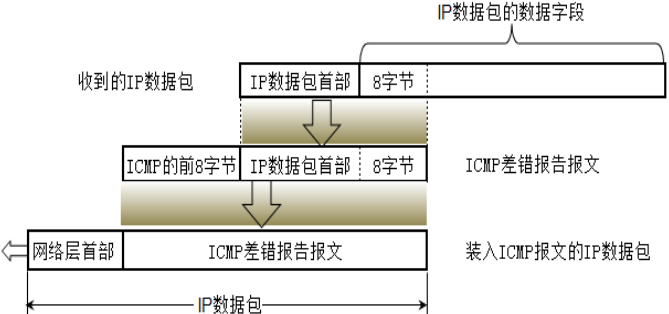 IP数据包的数据字段
收到的IP数据包
IP数据包首部
8字节
ICMP的前8字节
IP数据包首部
8字节
ICMP差错报告报文
网络层首部
ICMP差错报告报文
装入ICMP报文的IP数据包
IP数据包